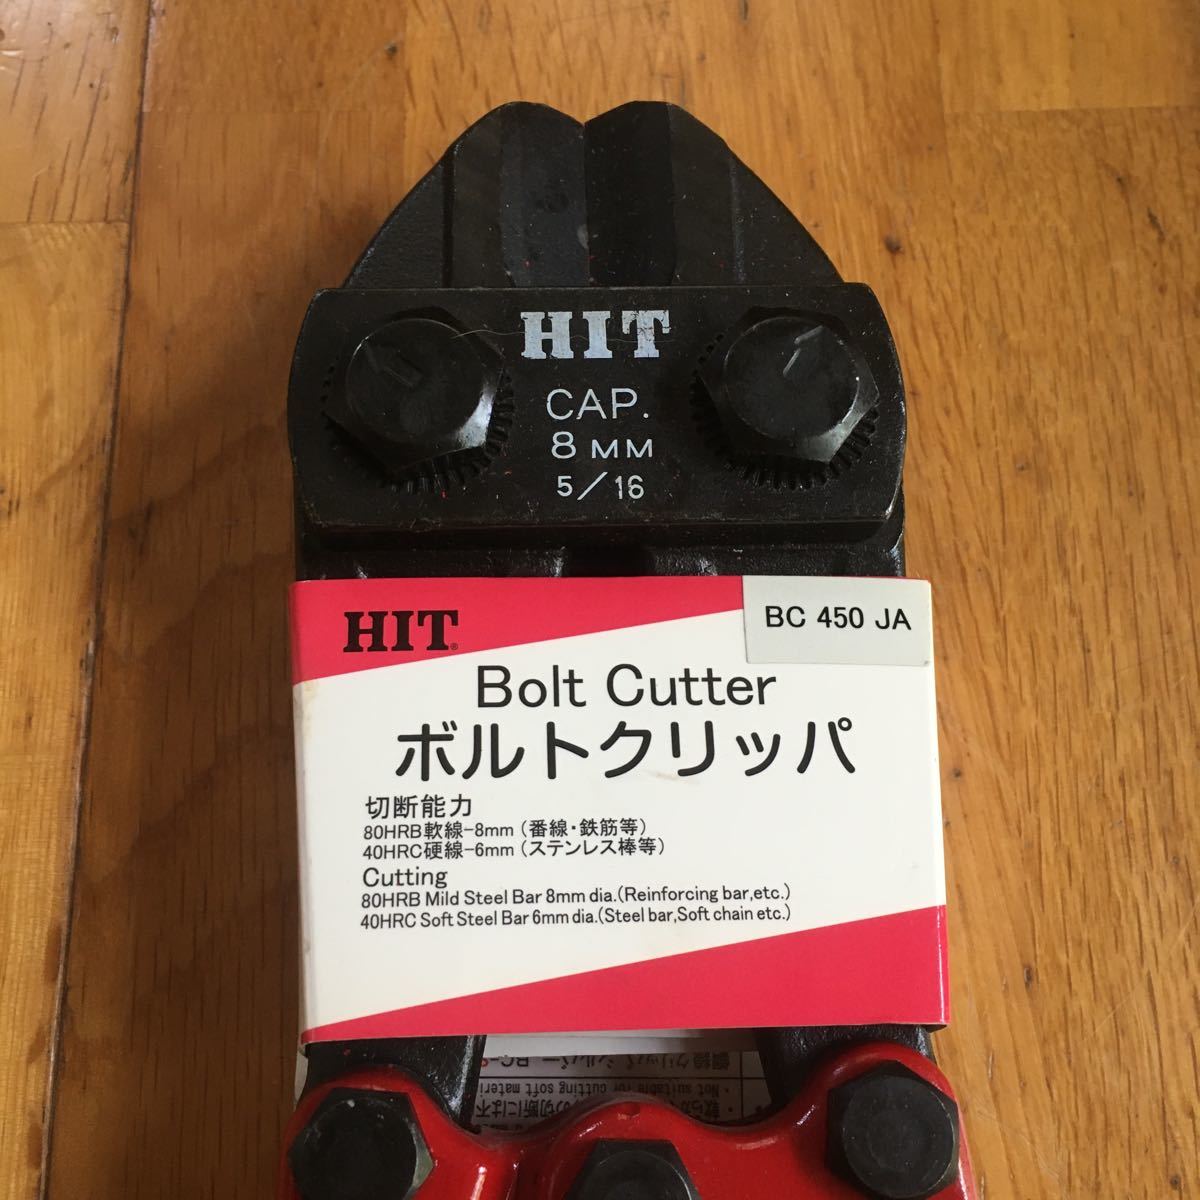 HIT
CAP.
8 MM
5/16
HIT®
BC 450 JA
Bolt Cutter
ボルトクリッパ
切断能力
80HRB軟線-8mm (番線・鉄筋等)
40HRC硬線-6mm (ステンレス棒等)
Cutting
80HRB Mild Steel Bar 8mm dia.(Reinforcing bar,etc.)
40HRC Soft Steel Bar 6mm dia.(Steel bar,Soft chain etc.)